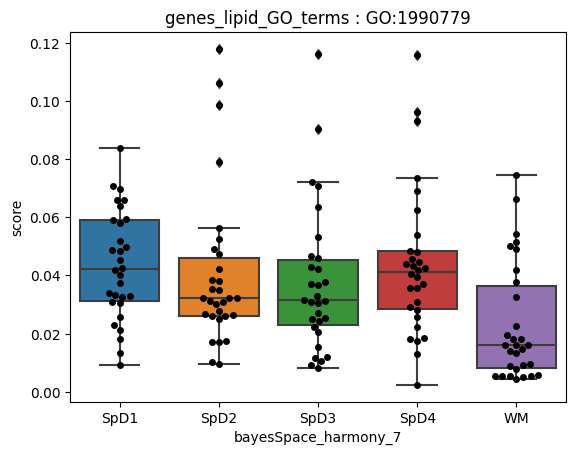 genes_lipid_GO_terms : GO:1990779
0.12
0.10
0.08
0.06
0.04
0.02
0.00
score
SpD1 SpD2 SpD3 SpD4 WM
bayesSpace_harmony_7